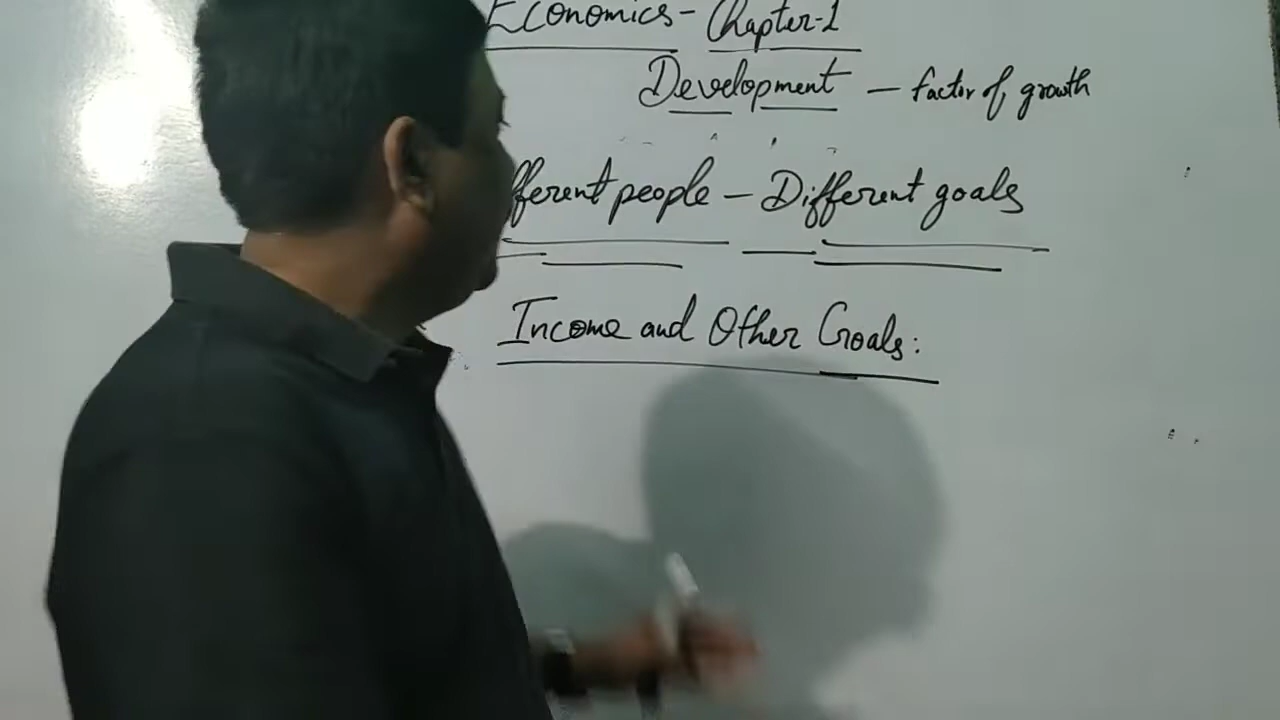 Economics - Chapter-1
Development - factor of growth
fferent people - Different goals
Income and Other Goals: